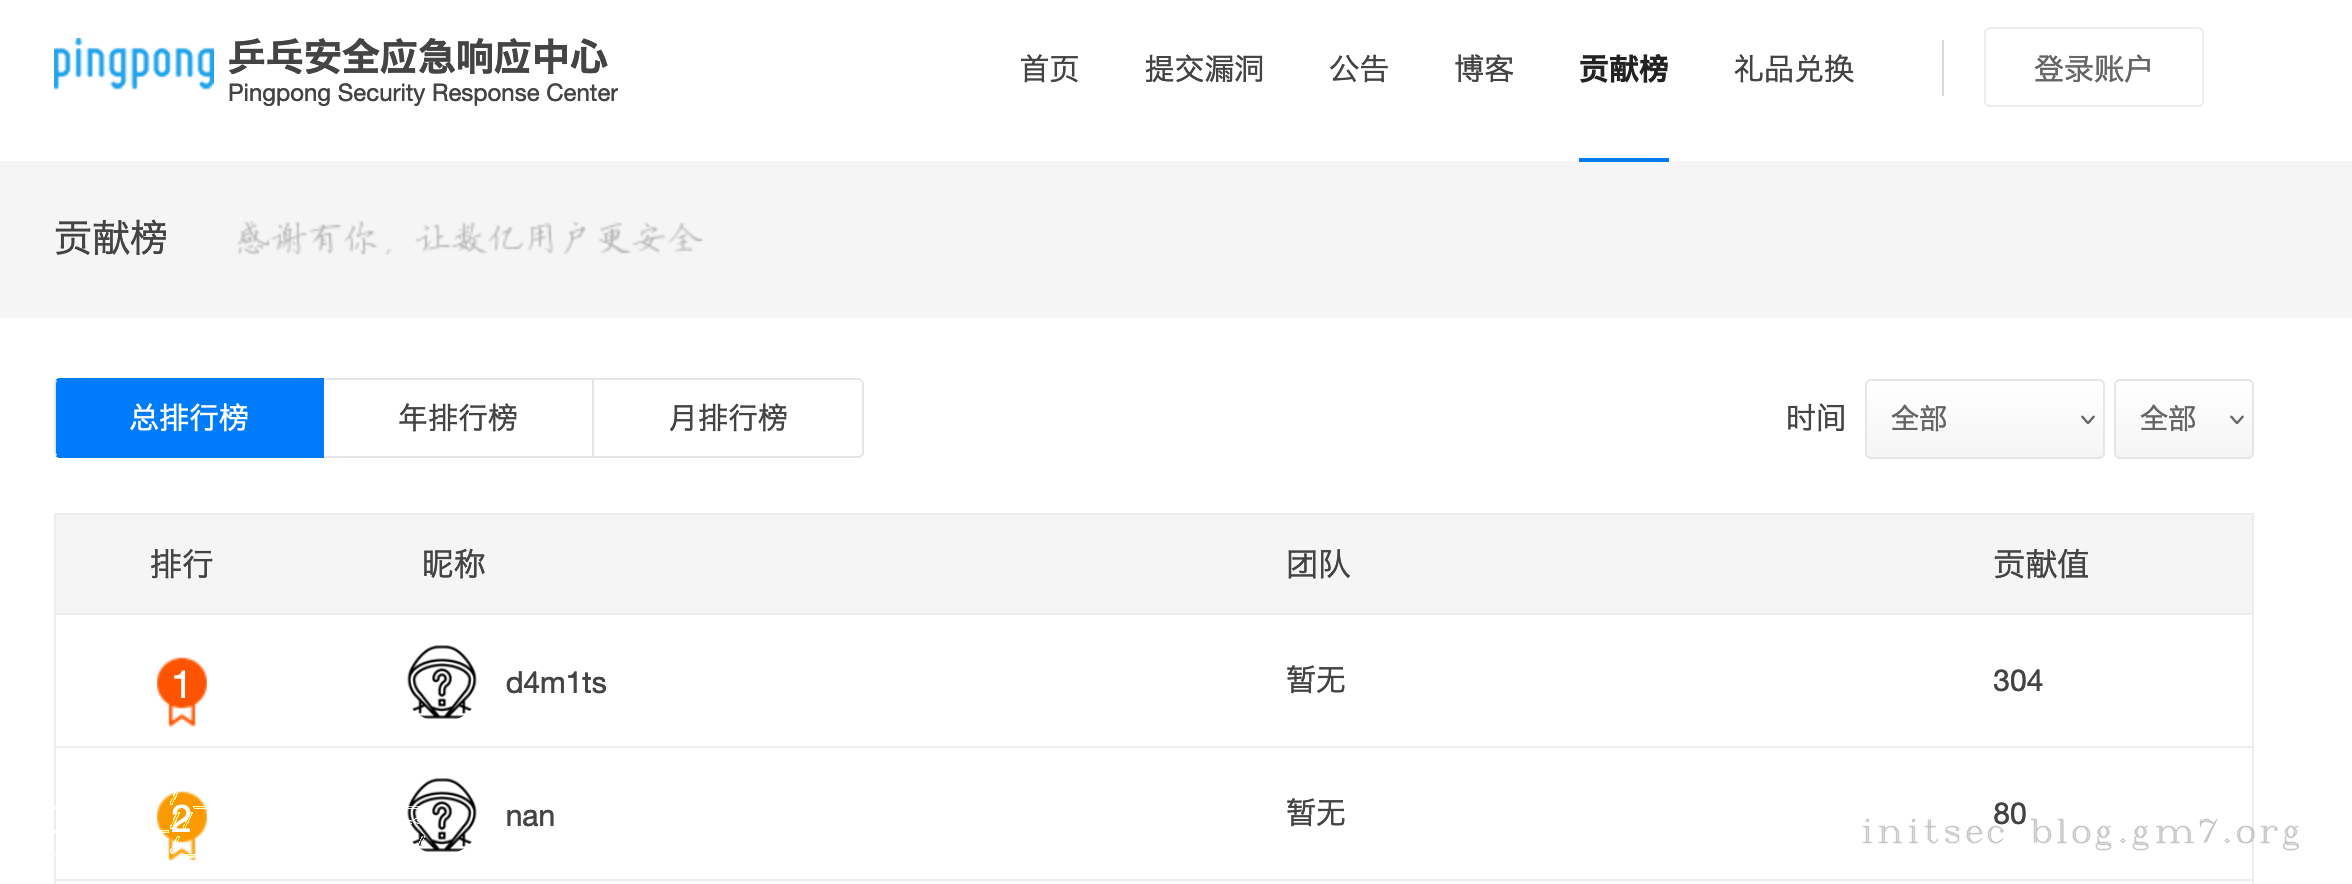 pingpong 乒乓安全应急响应中心
Pingpong Security Response Center
首页 提交漏洞 公告 博客 贡献榜 礼品兑换 登录账户
贡献榜 感谢有你，让数亿用户更安全
总排行榜 年排行榜 月排行榜 时间 全部 全部
排行 昵称 团队 贡献值
1 d4m1ts 暂无 304
2 nan 暂无 80
initsec blog.gm7.org